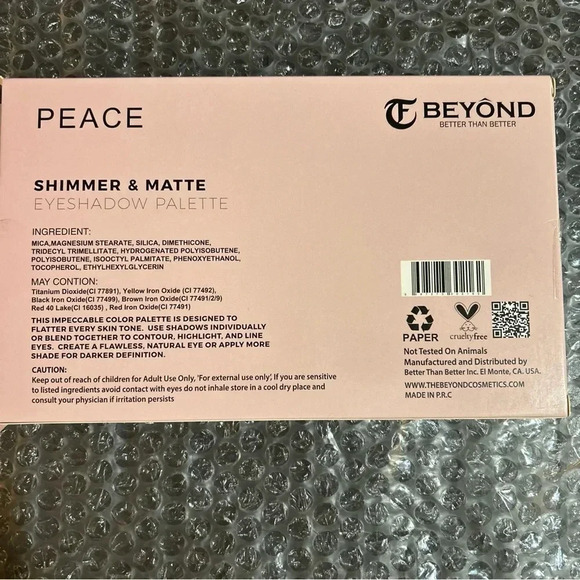 PEACE
BEYÔND
BETTER THAN BETTER
SHIMMER & MATTE
EYESHADOW PALETTE
INGREDIENT:
MICA,MAGNESIUM STEARATE, SILICA, DIMETHICONE,
TRIDECYL TRIMELLITATE, HYDROGENATED POLYISOBUTENE,
POLYISOBUTENE, ISOOCTYL PALMITATE, PHENOXYETHANOL,
TOCOPHEROL, ETHYLHEXYLGLYCERIN
MAY CONTION:
Titanium Dioxide(CI 77891), Yellow Iron Oxide (CI 77492),
Black Iron Oxide (CI 77499), Brown Iron Oxide (CI 77491/2/9)
Red 40 Lake(CI 16035) , Red Iron Oxide (CI 77491)
THIS IMPECCABLE COLOR PALETTE IS DESIGNED TO
FLATTER EVERY SKIN TONE. USE SHADOWS INDIVIDUALLY
OR BLEND TOGETHER TO CONTOUR, HIGHLIGHT, AND LINE
EYES. CREATE A FLAWLESS, NATURAL EYE OR APPLY MORE
SHADE FOR DARKER DEFINITION.
CAUTION:
Keep out of reach of children for Adult Use Only, 'For external use only', If you are sensitive
to listed ingredients avoid contact with eyes do not inhale store in a cool dry place and
consult your physician if irritation persists
PAPER
crueltyfree
Not Tested On Animals
Manufactured and Distributed by
Better Than Better Inc. El Monte, CA. USA.
WWW.THEBEYONDCOSMETICS.COM
MADE IN P.R.C